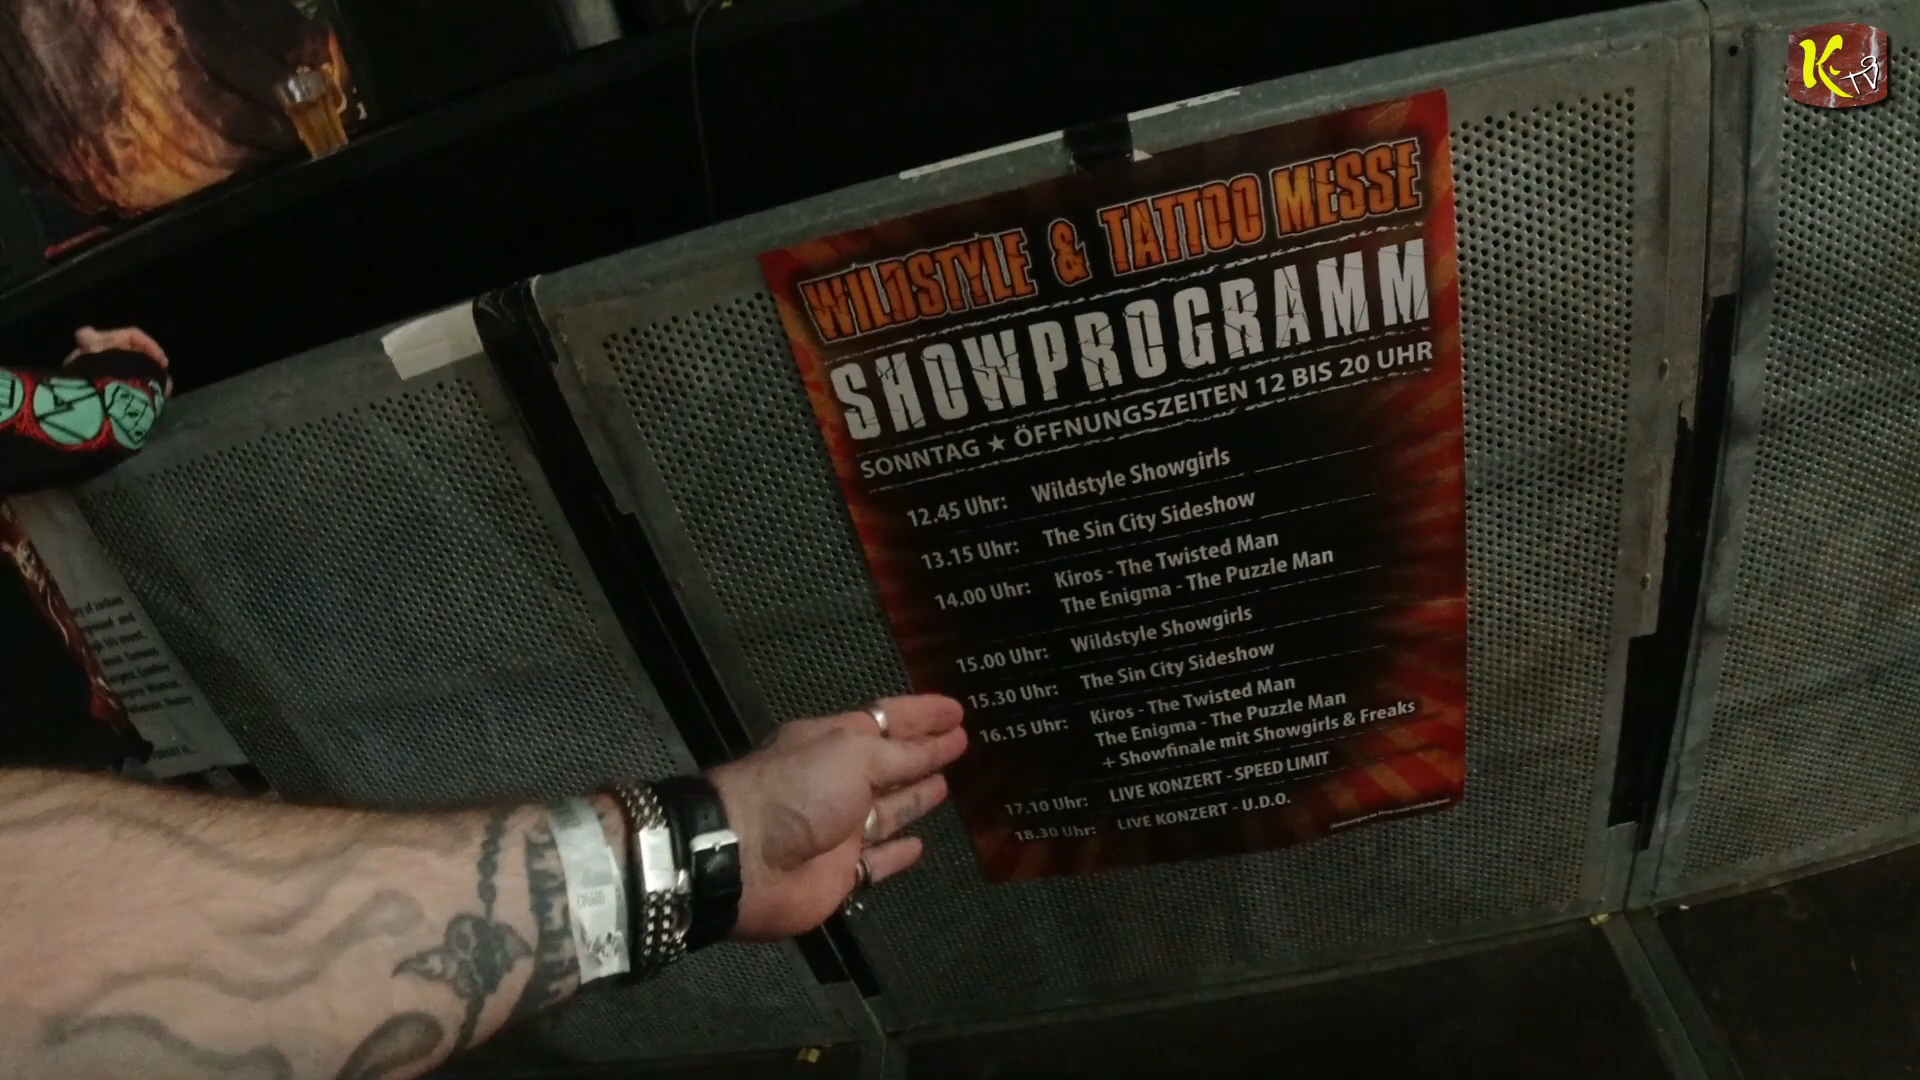 K TV
WILDSTYLE & TATTOO MESSE
SHOWPROGRAMM
SONNTAG ★ ÖFFNUNGSZEITEN 12 BIS 20 UHR
12.45 Uhr: Wildstyle Showgirls
13.15 Uhr: The Sin City Sideshow
14.00 Uhr: Kiros - The Twisted Man
The Enigma - The Puzzle Man
15.00 Uhr: Wildstyle Showgirls
15.30 Uhr: The Sin City Sideshow
16.15 Uhr: Kiros - The Twisted Man
The Enigma - The Puzzle Man
+ Showfinale mit Showgirls & Freaks
17.10 Uhr: LIVE KONZERT - SPEED LIMIT
18.30 Uhr: LIVE KONZERT - U.D.O.